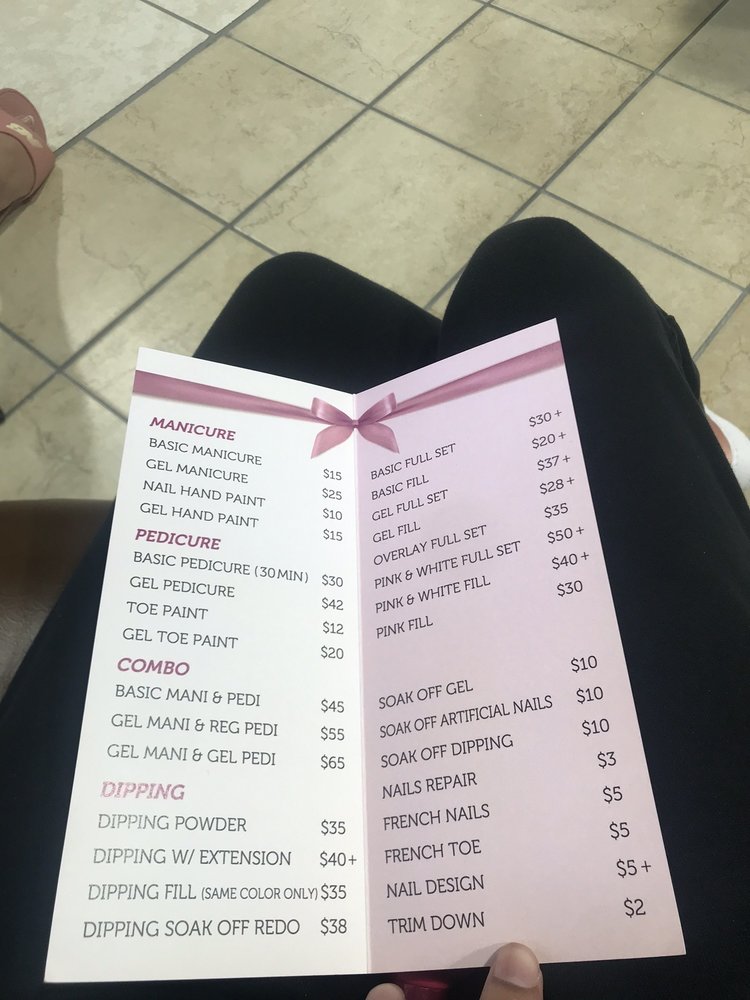 MANICURE
BASIC MANICURE $15
GEL MANICURE $25
NAIL HAND PAINT $10
GEL HAND PAINT $15
PEDICURE
BASIC PEDICURE (30 MIN) $30
GEL PEDICURE $42
TOE PAINT $12
GEL TOE PAINT $20
COMBO
BASIC MANI & PEDI $45
GEL MANI & REG PEDI $55
GEL MANI & GEL PEDI $65
DIPPING
DIPPING POWDER $35
DIPPING W/ EXTENSION $40+
DIPPING FILL (SAME COLOR ONLY) $35
DIPPING SOAK OFF REDO $38
BASIC FULL SET $30+
BASIC FILL $20+
GEL FULL SET $37+
GEL FILL $28+
OVERLAY FULL SET $35
PINK & WHITE FULL SET $50+
PINK & WHITE FILL $40+
PINK FILL $30
SOAK OFF GEL $10
SOAK OFF ARTIFICIAL NAILS $10
SOAK OFF DIPPING $10
NAILS REPAIR $3
FRENCH NAILS $5
FRENCH TOE $5
NAIL DESIGN $5+
TRIM DOWN $2